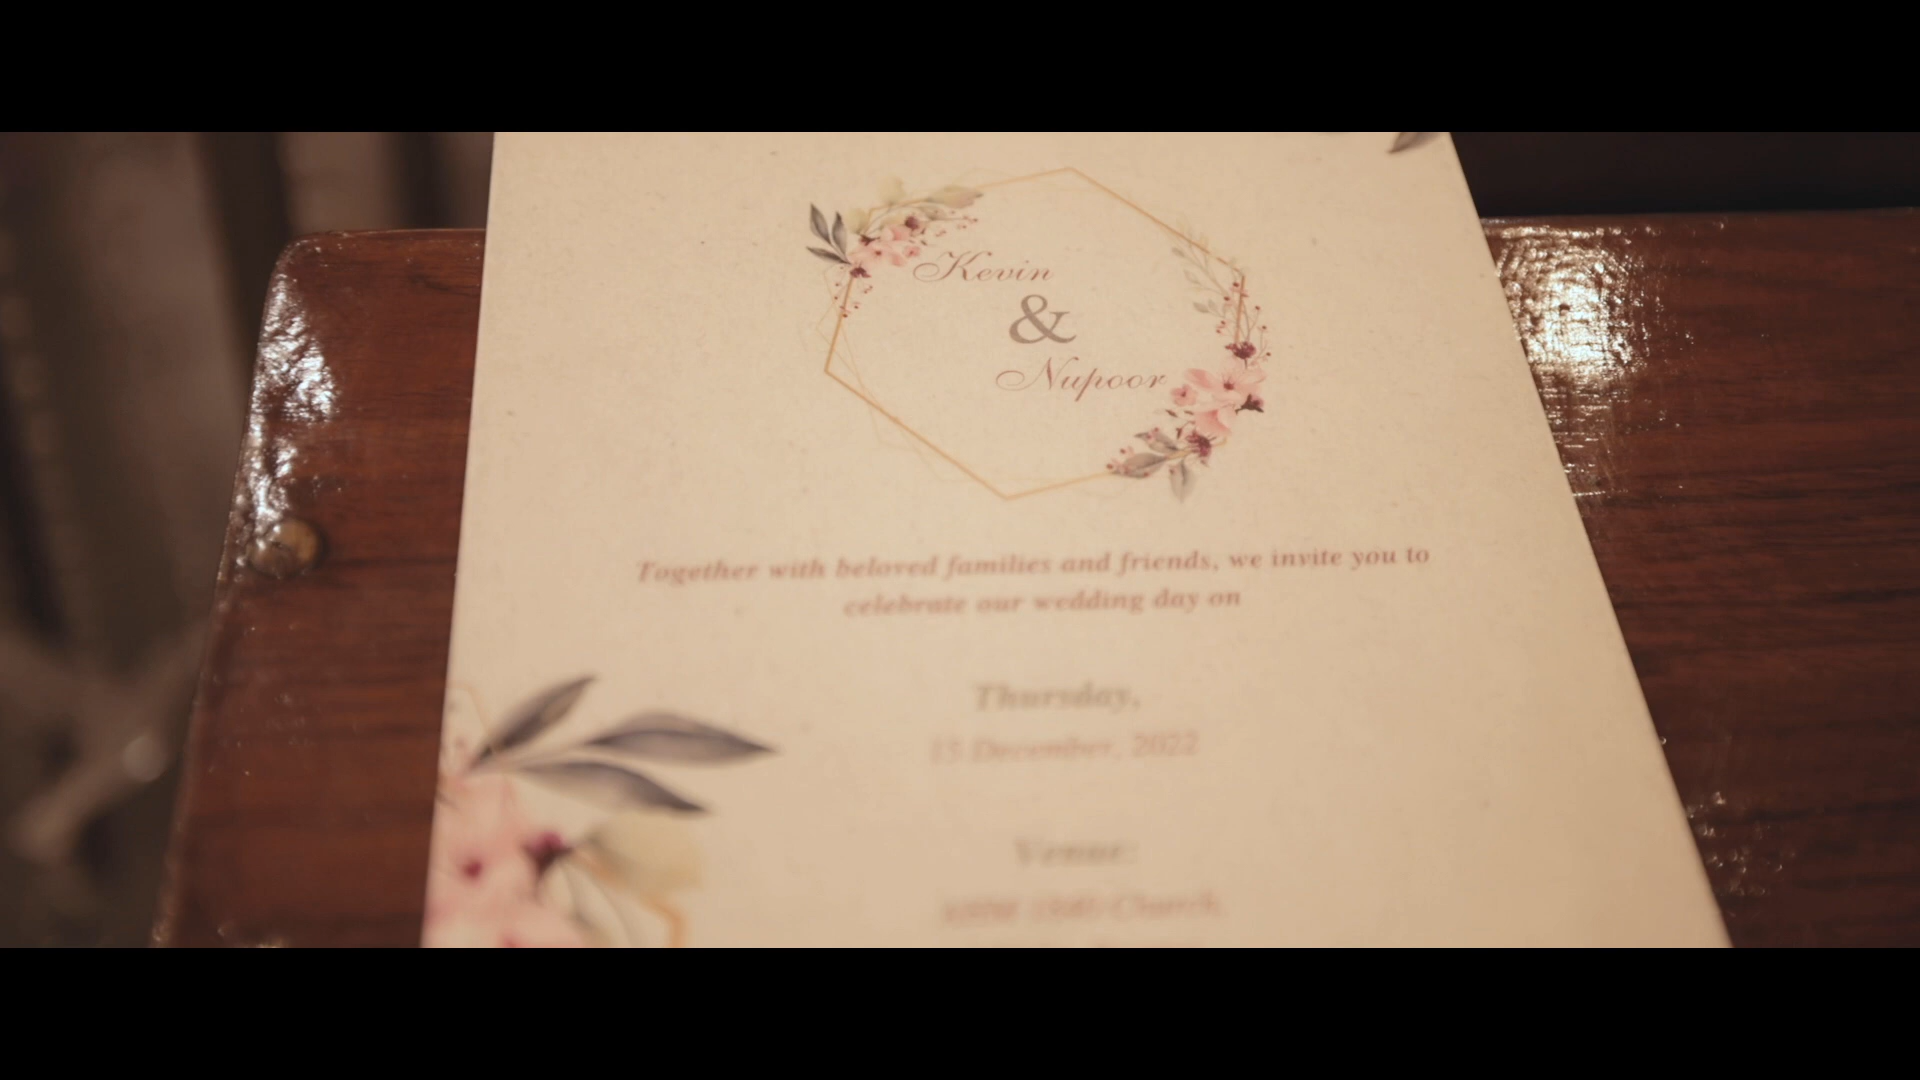 Kevin
&
Nupoor
Together with beloved families and friends, we invite you to
celebrate our wedding day on
Thursday,
December, 2022
Venue:
Church,